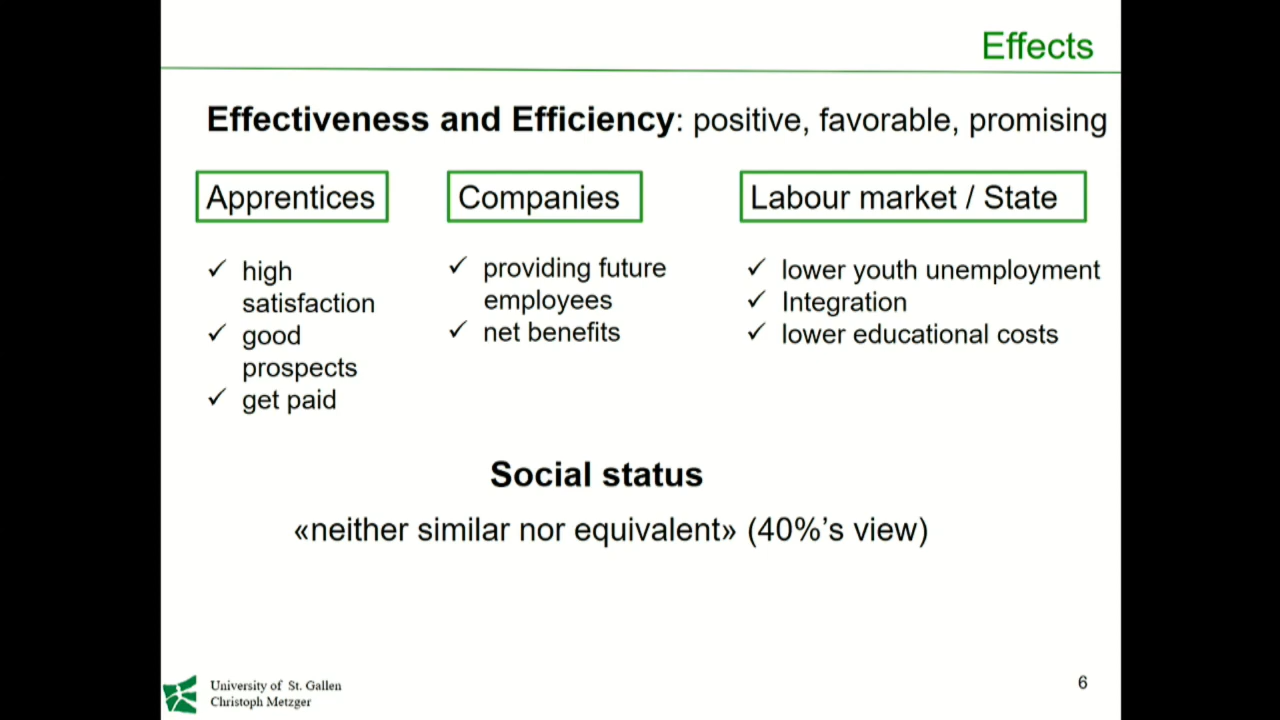 Effects
Effectiveness and Efficiency: positive, favorable, promising
Apprentices
✓ high
satisfaction
✓ good
prospects
✓ get paid
Companies
✓ providing future
employees
✓ net benefits
Labour market / State
✓ lower youth unemployment
✓ Integration
✓ lower educational costs
Social status
«neither similar nor equivalent» (40%’s view)
University of St. Gallen
Christoph Metzger
6